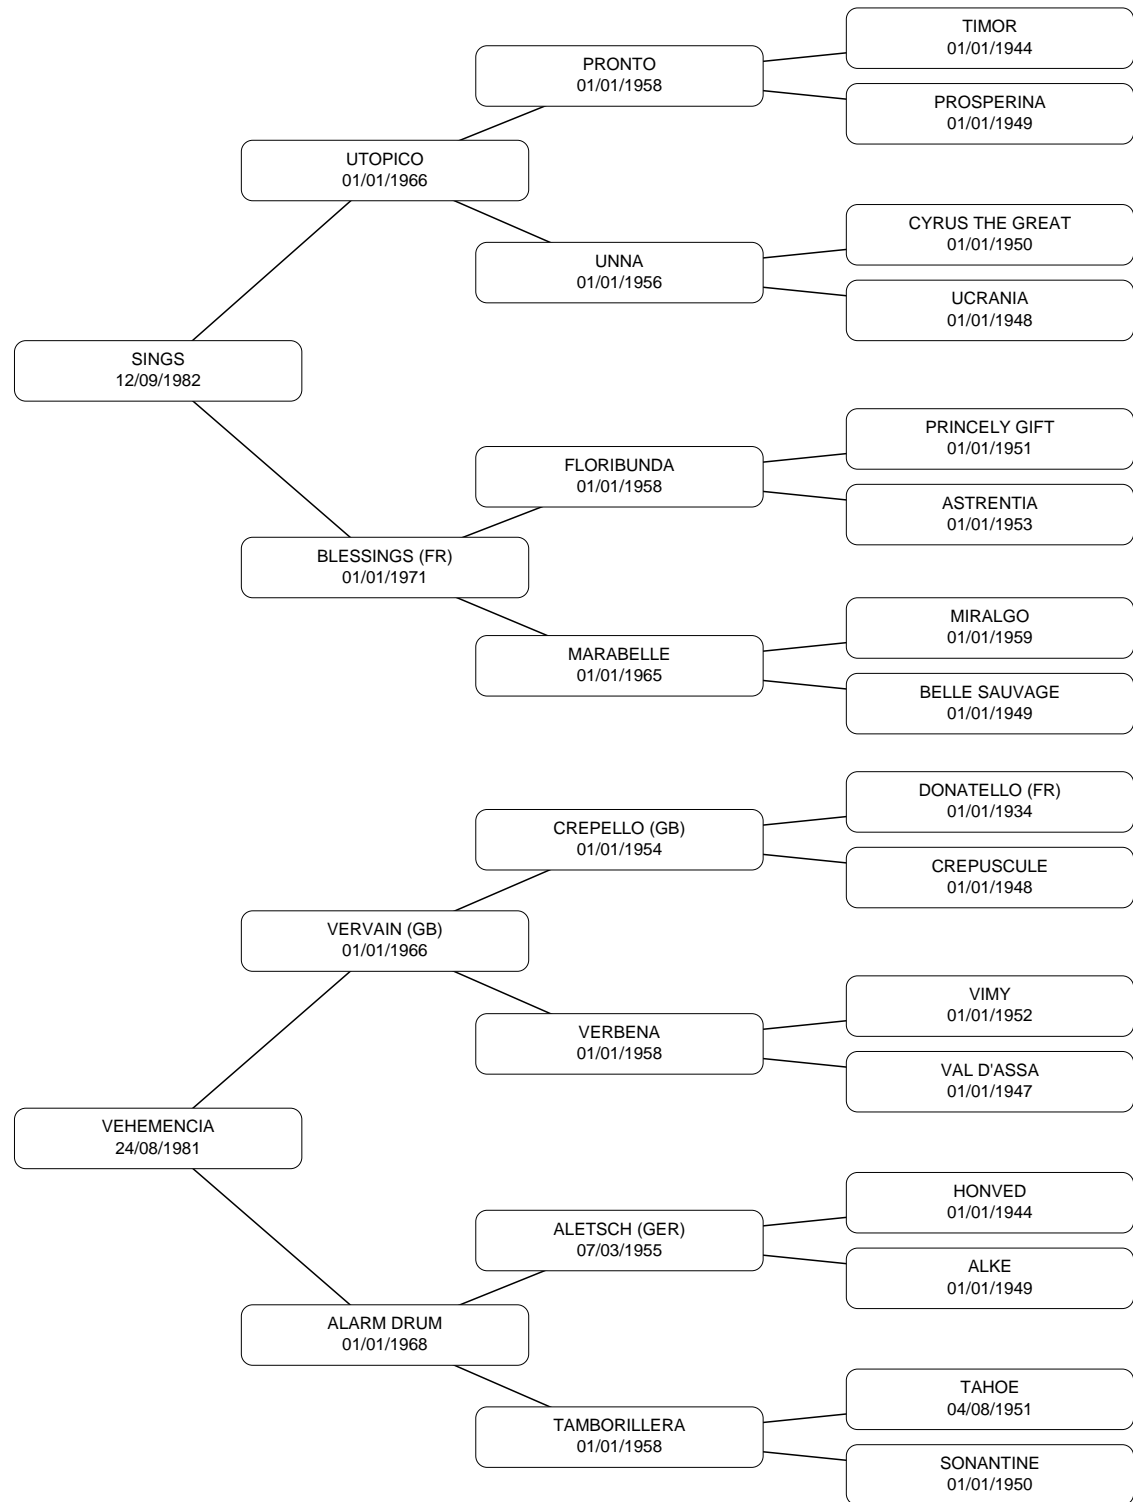 TIMOR
01/01/1944
PRONTO
01/01/1958
PROSPERINA
01/01/1949
UTOPICO
01/01/1966
CYRUS THE GREAT
01/01/1950
UNNA
01/01/1956
UCRANIA
01/01/1948
SINGS
12/09/1982
PRINCELY GIFT
01/01/1951
FLORIBUNDA
01/01/1958
ASTRENTIA
01/01/1953
BLESSINGS (FR)
01/01/1971
MIRALGO
01/01/1959
MARABELLE
01/01/1965
BELLE SAUVAGE
01/01/1949
DONATELLO (FR)
01/01/1934
CREPELLO (GB)
01/01/1954
CREPUSCULE
01/01/1948
VERVAIN (GB)
01/01/1966
VIMY
01/01/1952
VERBENA
01/01/1958
VAL D'ASSA
01/01/1947
VEHEMENCIA
24/08/1981
HONVED
01/01/1944
ALETSCH (GER)
07/03/1955
ALKE
01/01/1949
ALARM DRUM
01/01/1968
TAHOE
04/08/1951
TAMBORILLERA
01/01/1958
SONANTINE
01/01/1950